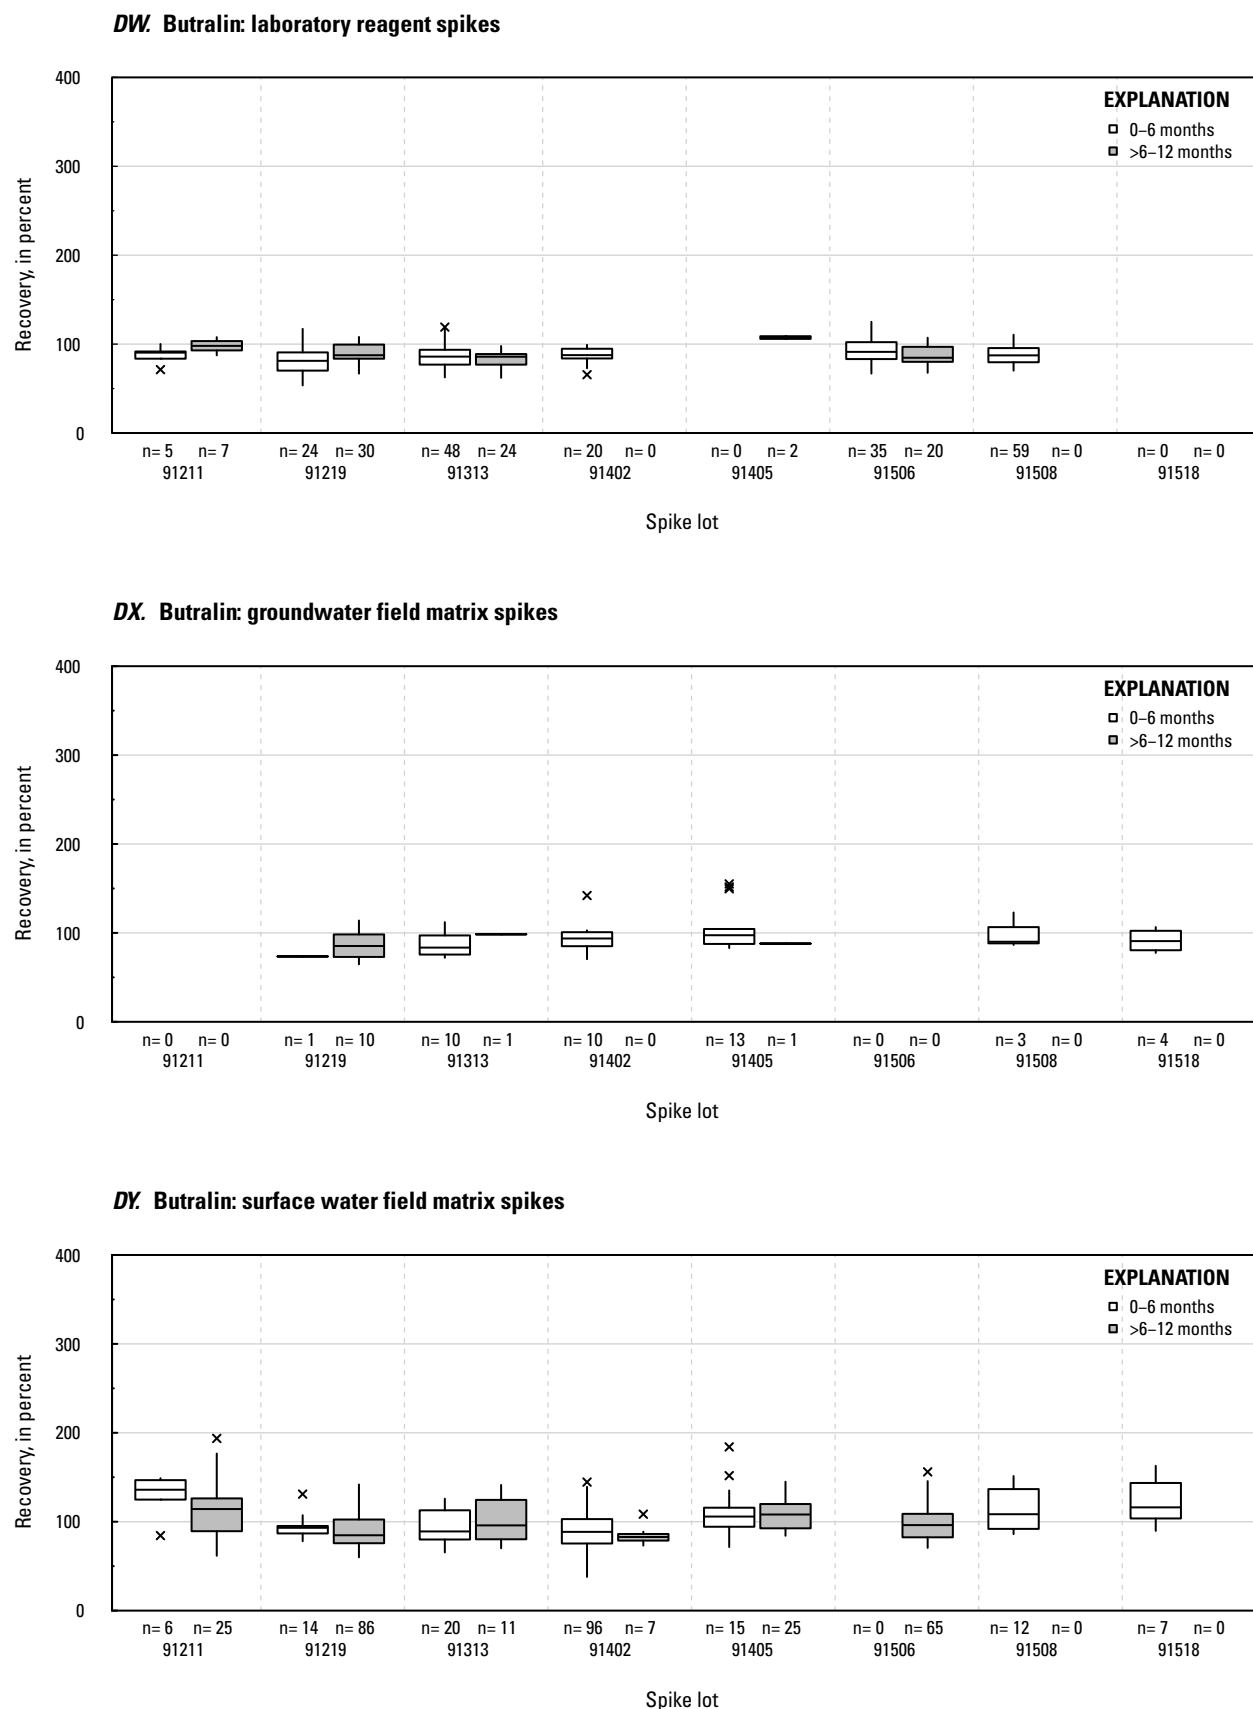 DW. Butralin: laboratory reagent spikes
400
300
200
100
0
Recovery, in percent
EXPLANATION
0–6 months
>6–12 months
n= 5 n= 7 n= 24 n= 30 n= 48 n= 24 n= 20 n= 0 n= 0 n= 2 n= 35 n= 20 n= 59 n= 0 n= 0 n= 0
91211 91219 91313 91402 91405 91506 91508 91518
Spike lot
DX. Butralin: groundwater field matrix spikes
400
300
200
100
0
Recovery, in percent
EXPLANATION
0–6 months
>6–12 months
n= 0 n= 0 n= 1 n= 10 n= 10 n= 1 n= 10 n= 0 n= 13 n= 1 n= 0 n= 0 n= 3 n= 0 n= 4 n= 0
91211 91219 91313 91402 91405 91506 91508 91518
Spike lot
DY. Butralin: surface water field matrix spikes
400
300
200
100
0
Recovery, in percent
EXPLANATION
0–6 months
>6–12 months
n= 6 n= 25 n= 14 n= 86 n= 20 n= 11 n= 96 n= 7 n= 15 n= 25 n= 0 n= 65 n= 12 n= 0 n= 7 n= 0
91211 91219 91313 91402 91405 91506 91508 91518
Spike lot